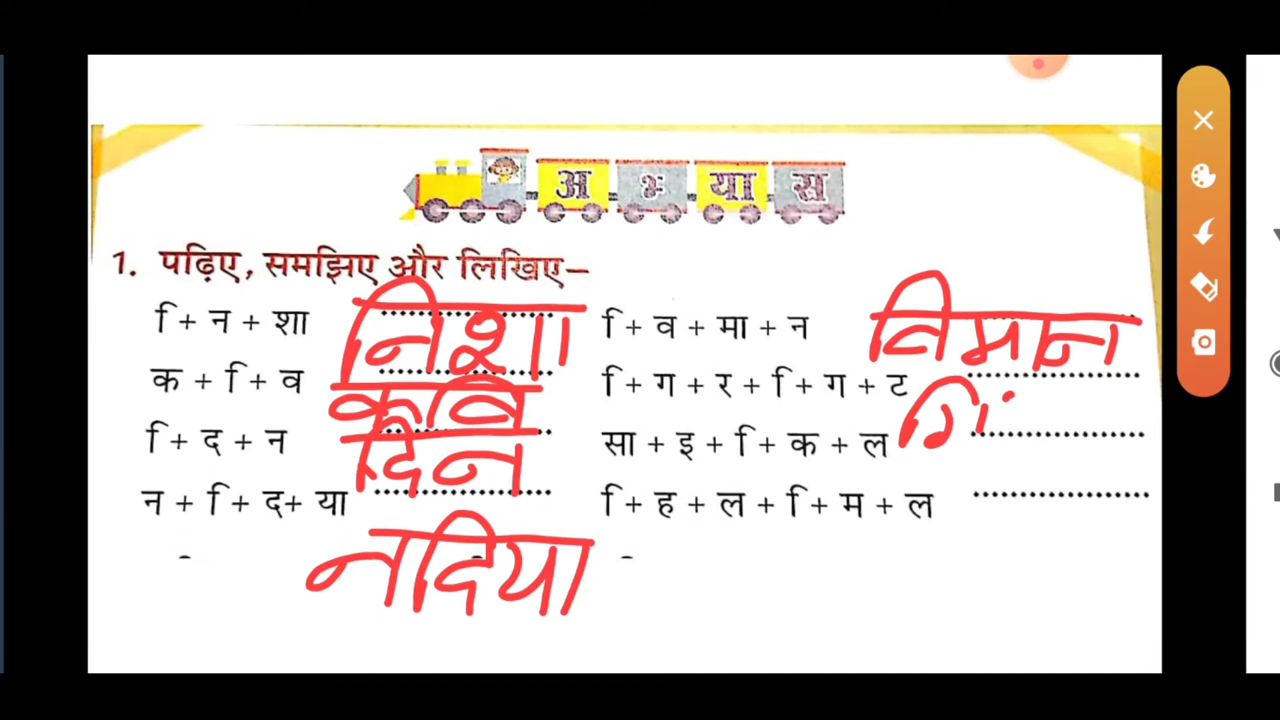 अ भ्या स
1. पढ़िए, समझिए और लिखिए–
ि + न + शा निशा
ि + व + मा + न विमान
क + ि + व कवि
ि + ग + र + ि + ग + ट गि
ि + द + न दिन
सा + इ + ि + क + ल
न + ि + द + या नदिया
ि + ह + ल + ि + म + ल